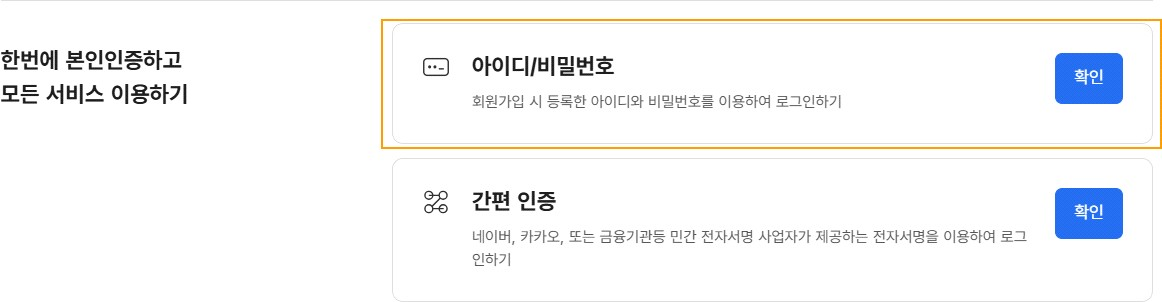 한번에 본인인증하고
모든 서비스 이용하기
아이디/비밀번호
회원가입 시 등록한 아이디와 비밀번호를 이용하여 로그인하기
확인
간편 인증
네이버, 카카오, 또는 금융기관등 민간 전자서명 사업자가 제공하는 전자서명을 이용하여 로그
인하기
확인